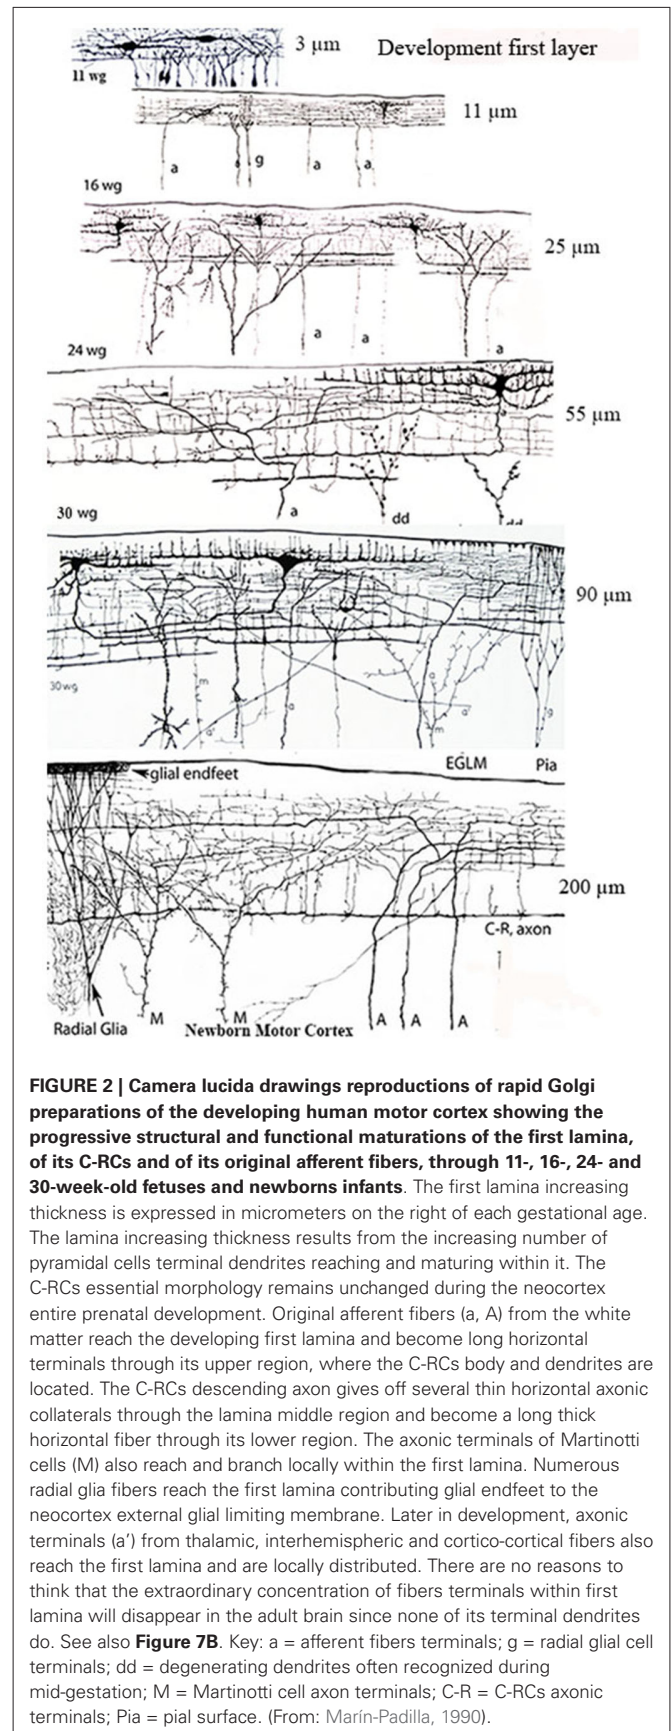 3 µm Development first layer
11 wg
11 µm
a g a a
16 wg
25 µm
a a a
24 wg
55 µm
30 wg a dd dd
90 µm
30 wg m a' a a m a' g
EGLM Pia
glial endfeet
200 µm
C-R, axon
Radial Glia M Newborn Motor Cortex M A A A
FIGURE 2 | Camera lucida drawings reproductions of rapid Golgi
preparations of the developing human motor cortex showing the
progressive structural and functional maturations of the first lamina,
of its C-RCs and of its original afferent fibers, through 11-, 16-, 24- and
30-week-old fetuses and newborns infants. The first lamina increasing
thickness is expressed in micrometers on the right of each gestational age.
The lamina increasing thickness results from the increasing number of
pyramidal cells terminal dendrites reaching and maturing within it. The
C-RCs essential morphology remains unchanged during the neocortex
entire prenatal development. Original afferent fibers (a, A) from the white
matter reach the developing first lamina and become long horizontal
terminals through its upper region, where the C-RCs body and dendrites are
located. The C-RCs descending axon gives off several thin horizontal axonic
collaterals through the lamina middle region and become a long thick
horizontal fiber through its lower region. The axonic terminals of Martinotti
cells (M) also reach and branch locally within the first lamina. Numerous
radial glia fibers reach the first lamina contributing glial endfeet to the
neocortex external glial limiting membrane. Later in development, axonic
terminals (a') from thalamic, interhemispheric and cortico-cortical fibers also
reach the first lamina and are locally distributed. There are no reasons to
think that the extraordinary concentration of fibers terminals within first
lamina will disappear in the adult brain since none of its terminal dendrites
do. See also Figure 7B. Key: a = afferent fibers terminals; g = radial glial cell
terminals; dd = degenerating dendrites often recognized during
mid-gestation; M = Martinotti cell axon terminals; C-R = C-RCs axonic
terminals; Pia = pial surface. (From: Marín-Padilla, 1990).